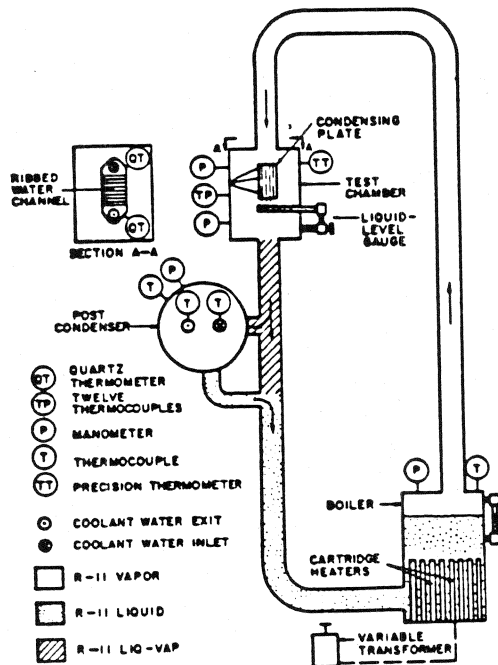 CONDENSING
PLATE
A
A
P
TT
TP
P
TEST
CHAMBER
LIQUID-
LEVEL
GAUGE
RIBBED
WATER
CHANNEL
QT
QT
SECTION A-A
P
T
T
T
POST
CONDENSER
QT QUARTZ
THERMOMETER
TP TWELVE
THERMOCOUPLES
P MANOMETER
T THERMOCOUPLE
TT PRECISION THERMOMETER
COOLANT WATER EXIT
COOLANT WATER INLET
R-11 VAPOR
R-11 LIQUID
R-11 LIQ-VAP
P
T
BOILER
CARTRIDGE
HEATERS
VARIABLE
TRANSFORMER